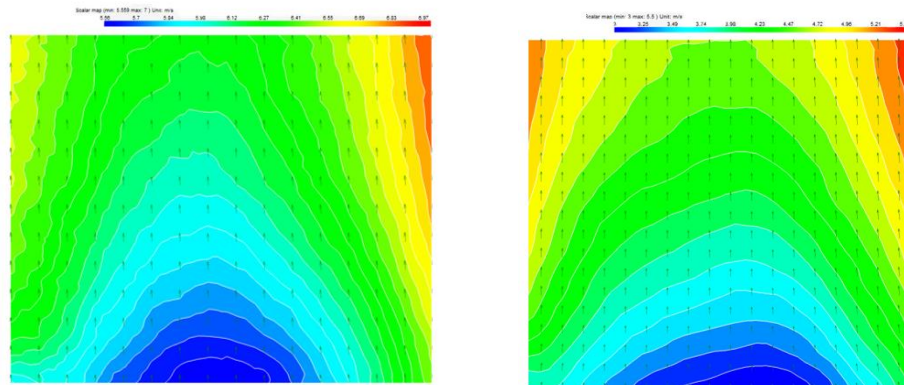 Scalar map (min: 5.559 max: 7 ) Unit: m/s
5.56 5.7 5.84 5.98 6.12 6.27 6.41 6.55 6.69 6.83 6.97
Scalar map (min: 3 max: 5.5 ) Unit: m/s
3.25 3.49 3.74 3.98 4.23 4.47 4.72 4.96 5.21